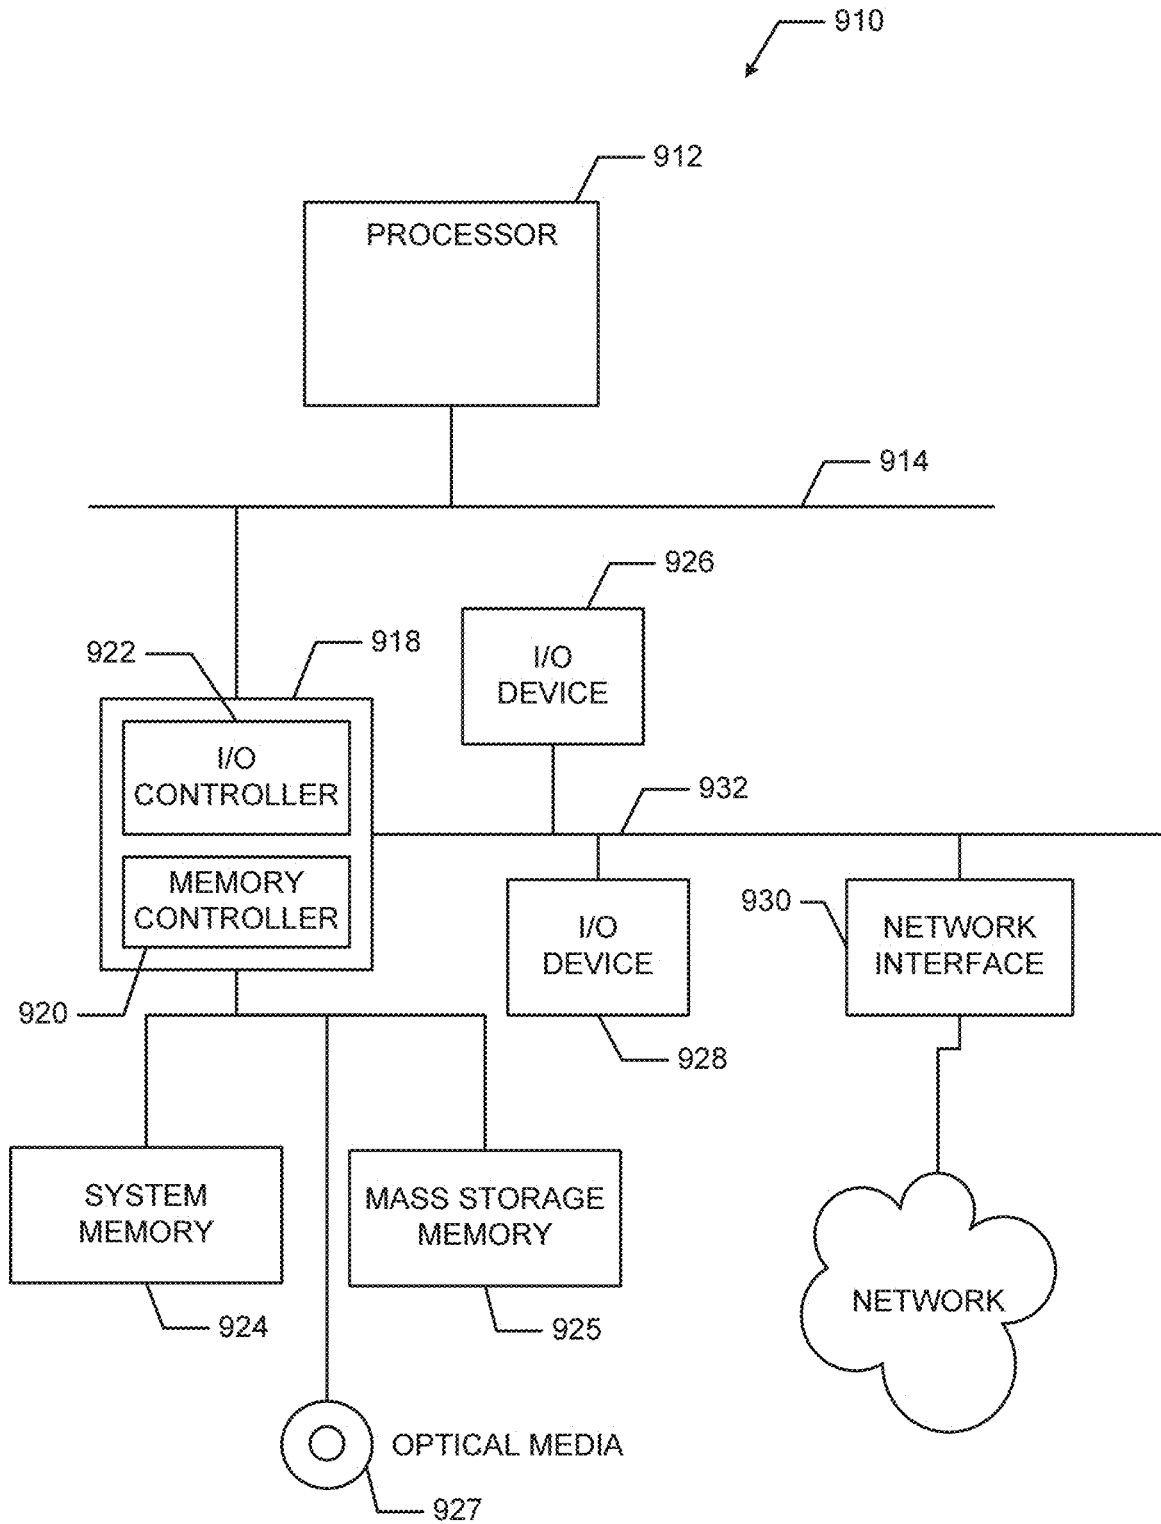 910
912
PROCESSOR
914
926
I/O
DEVICE
918
922
I/O
CONTROLLER
932
MEMORY
CONTROLLER
930
NETWORK
INTERFACE
I/O
DEVICE
920
928
SYSTEM
MEMORY
MASS STORAGE
MEMORY
NETWORK
924
925
OPTICAL MEDIA
927